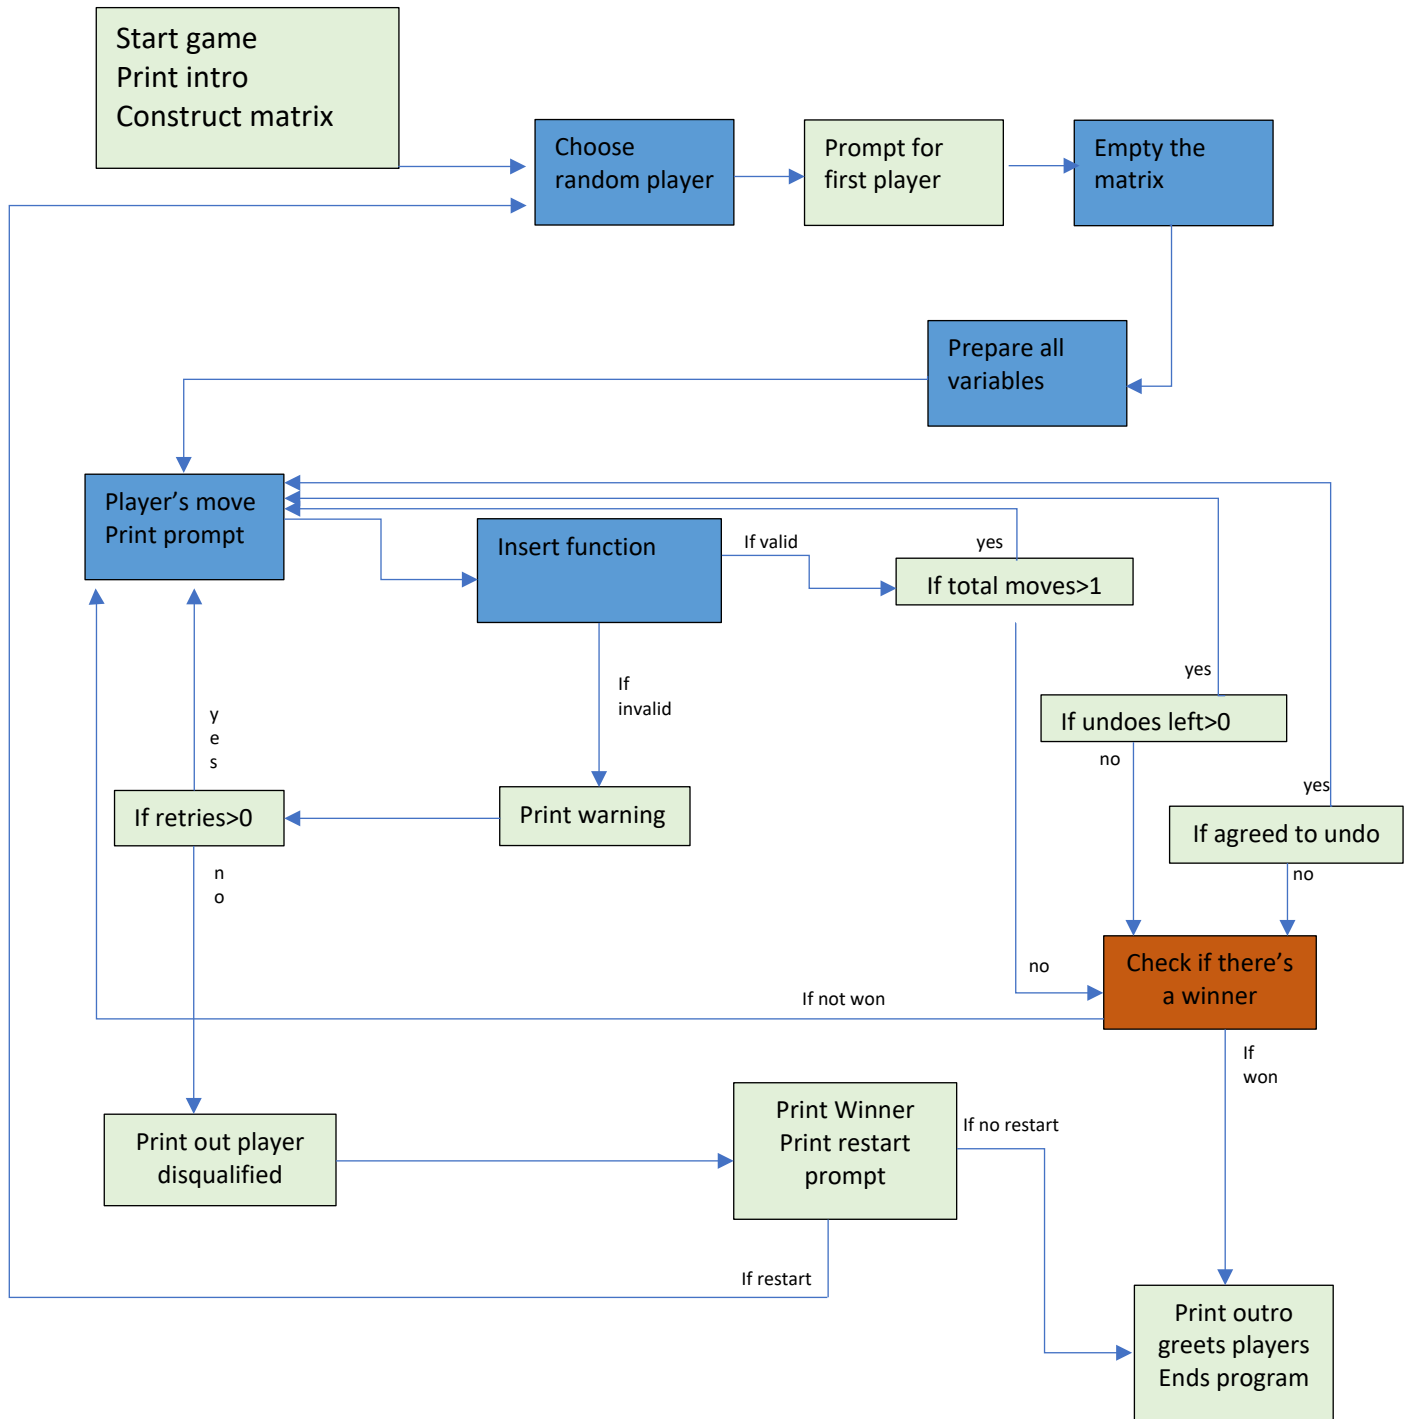 Start game
Print intro
Construct matrix
Choose
random player
Prompt for
first player
Empty the
matrix
Prepare all
variables
Player’s move
Print prompt
Insert function
If valid
yes
If total moves>1
yes
If undoes left>0
no
yes
If agreed to undo
no
If
invalid
y
e
s
If retries>0
Print warning
n
o
no
Check if there’s
a winner
If not won
If
won
Print out player
disqualified
Print Winner
Print restart
prompt
If no restart
If restart
Print outro
greets players
Ends program